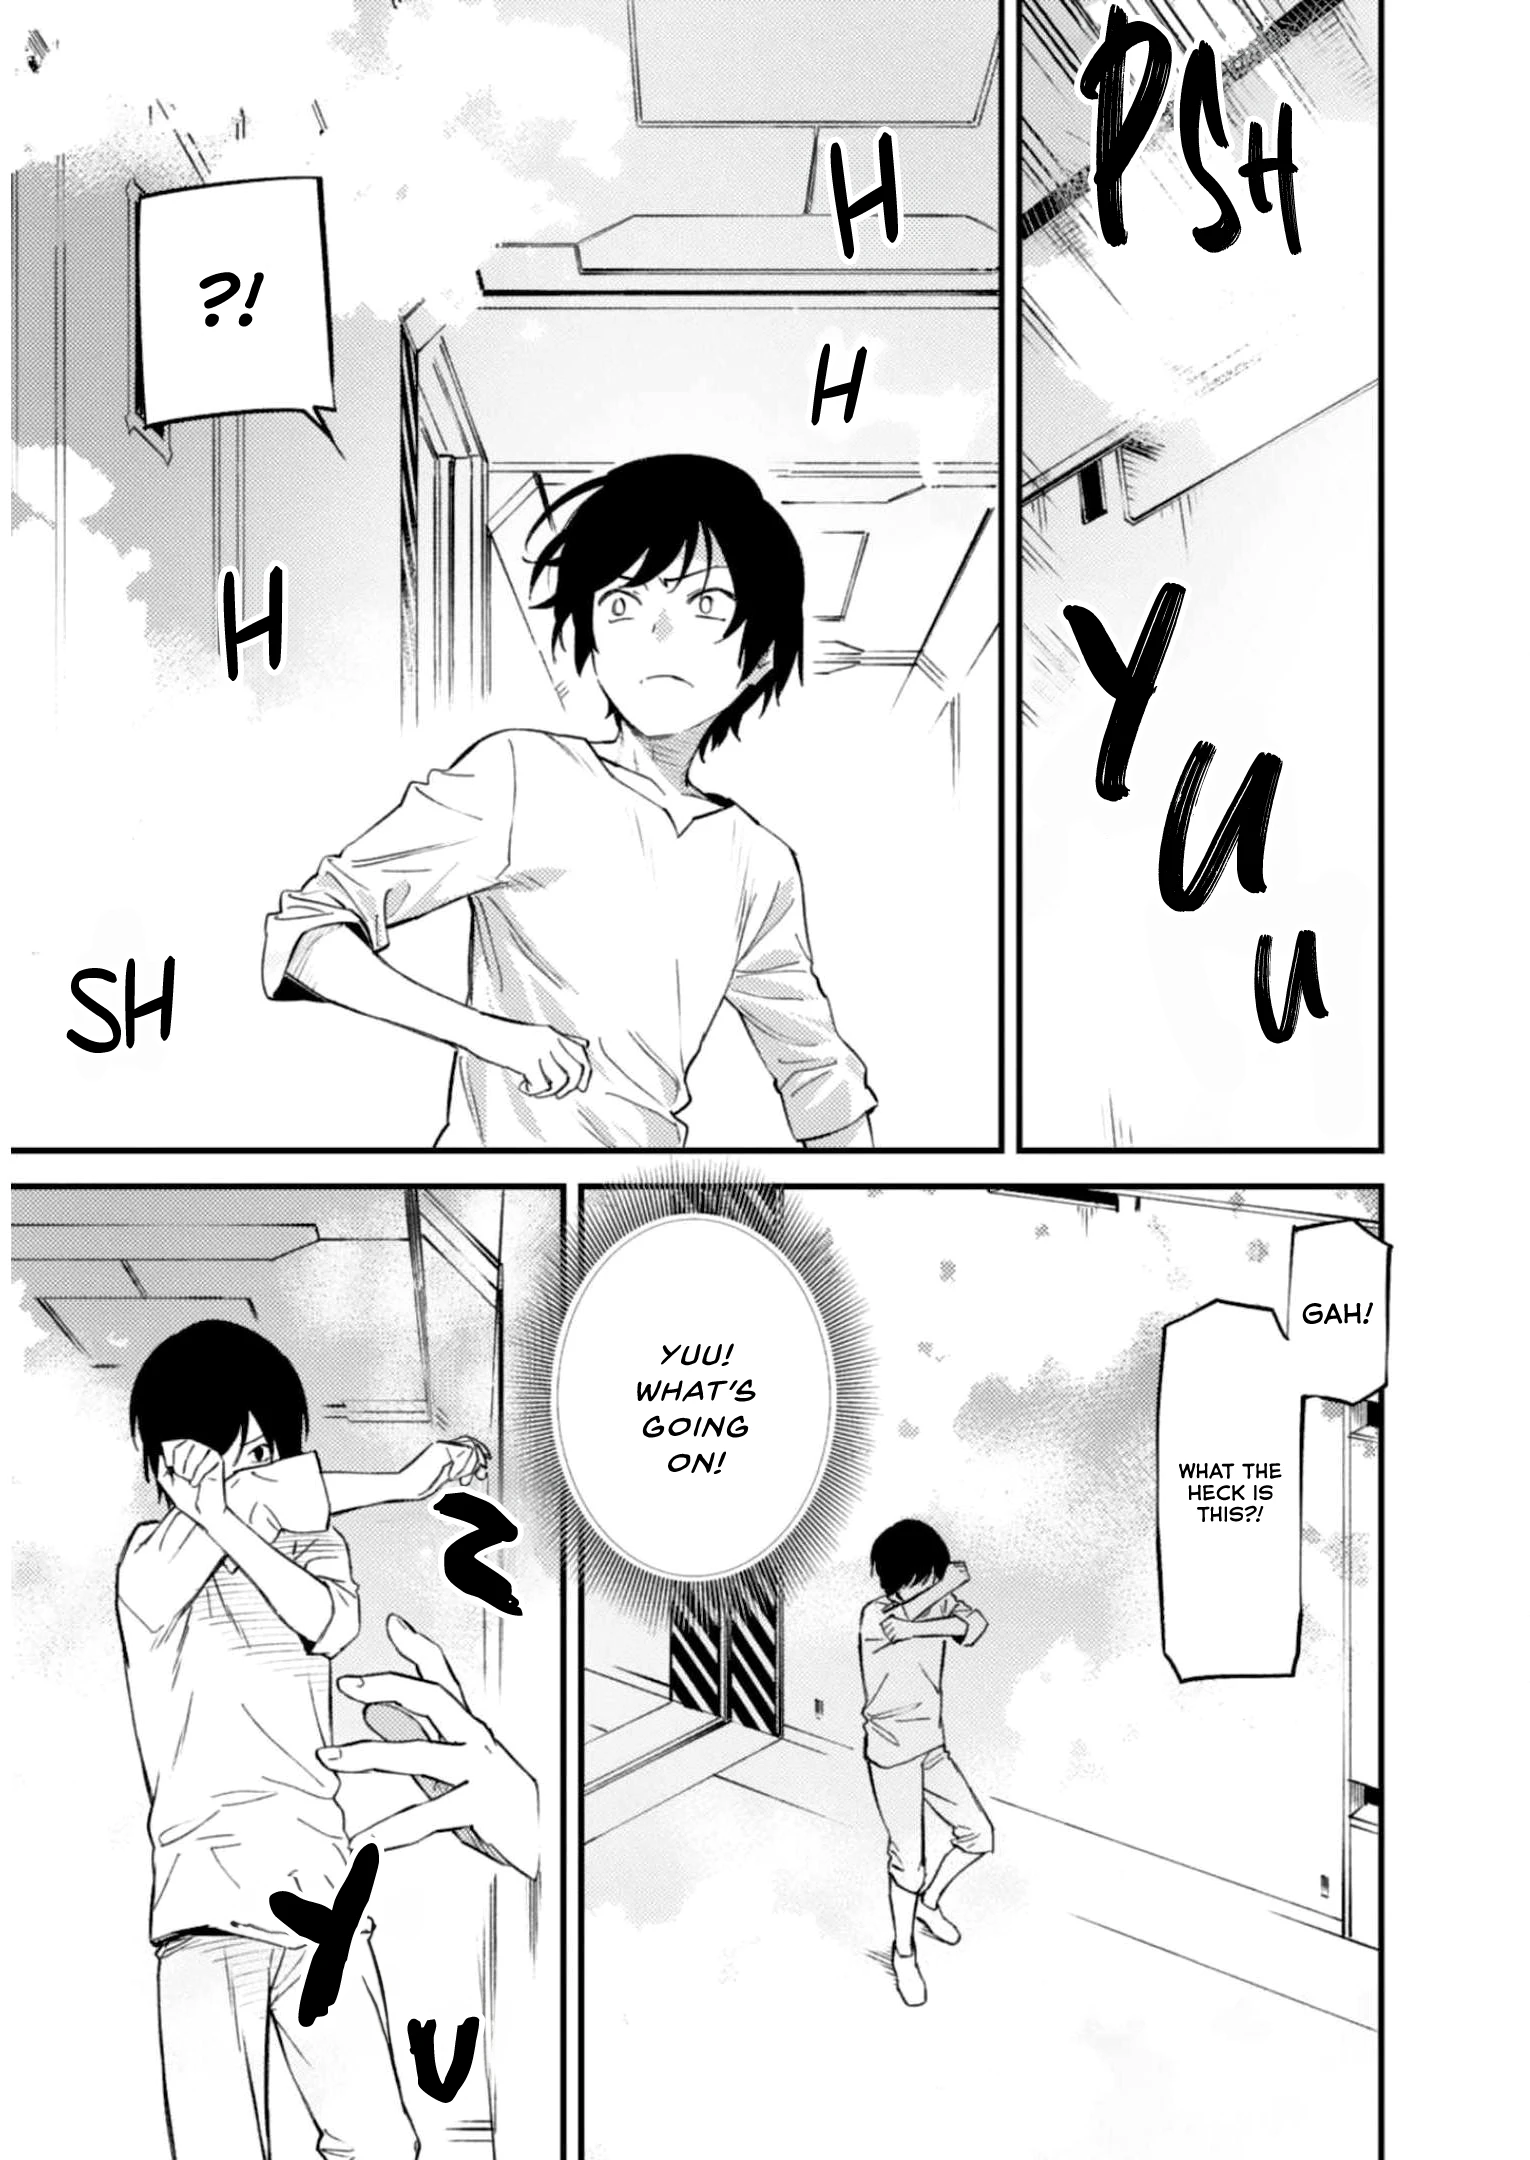 PSH
YUU
U
?!
H
H
H
SH
GAH!
WHAT THE
HECK IS
THIS?!
YUU!
WHAT'S
GOING
ON!
Z
Y
U